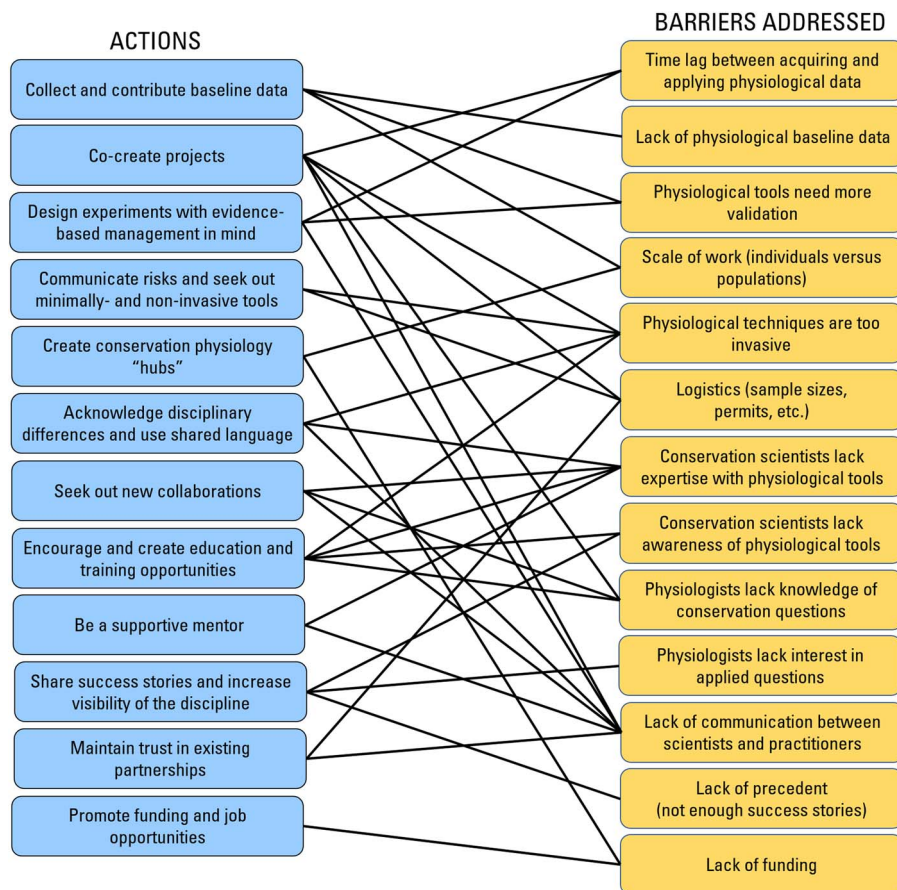 ACTIONS
Collect and contribute baseline data
Co-create projects
Design experiments with evidence-
based management in mind
Communicate risks and seek out
minimally- and non-invasive tools
Create conservation physiology
“hubs”
Acknowledge disciplinary
differences and use shared language
Seek out new collaborations
Encourage and create education and
training opportunities
Be a supportive mentor
Share success stories and increase
visibility of the discipline
Maintain trust in existing
partnerships
Promote funding and job
opportunities
BARRIERS ADDRESSED
Time lag between acquiring and
applying physiological data
Lack of physiological baseline data
Physiological tools need more
validation
Scale of work (individuals versus
populations)
Physiological techniques are too
invasive
Logistics (sample sizes,
permits, etc.)
Conservation scientists lack
expertise with physiological tools
Conservation scientists lack
awareness of physiological tools
Physiologists lack knowledge of
conservation questions
Physiologists lack interest in
applied questions
Lack of communication between
scientists and practitioners
Lack of precedent
(not enough success stories)
Lack of funding